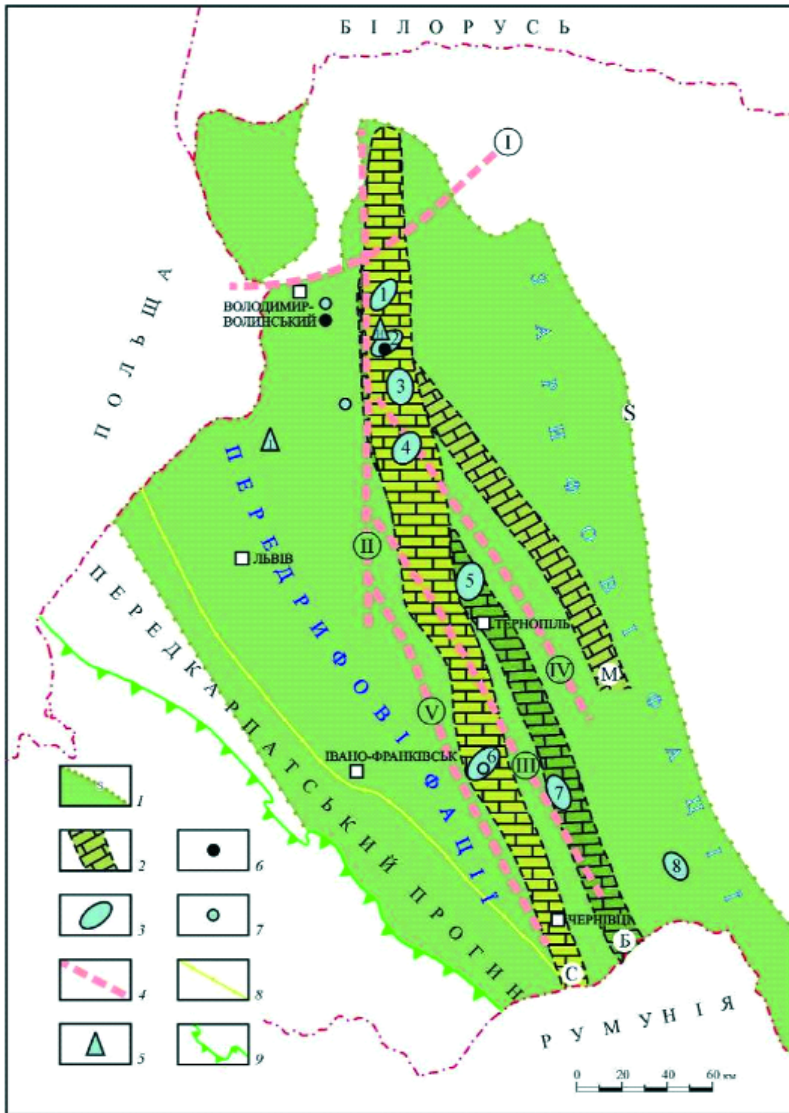 БІЛОРУСЬ
I
ПОЛЬЩА
ВОЛОДИМИР-
ВОЛИНСЬКИЙ
1
2
3
4
ЗАРИФОВІ ФАЦІЇ
S
ПЕРЕДРИФОВІ ФАЦІЇ
II
ЛЬВІВ
5
ТЕРНОПІЛЬ
IV
М
V
ІВАНО-ФРАНКІВСЬК
6
III
7
8
ПЕРЕДКАРПАТСЬКИЙ ПРОГИН
ЧЕРНІВЦІ
Б
С
РУМУНІЯ
S
1
2
3
4
5
6
7
8
9
0 20 40 60 км